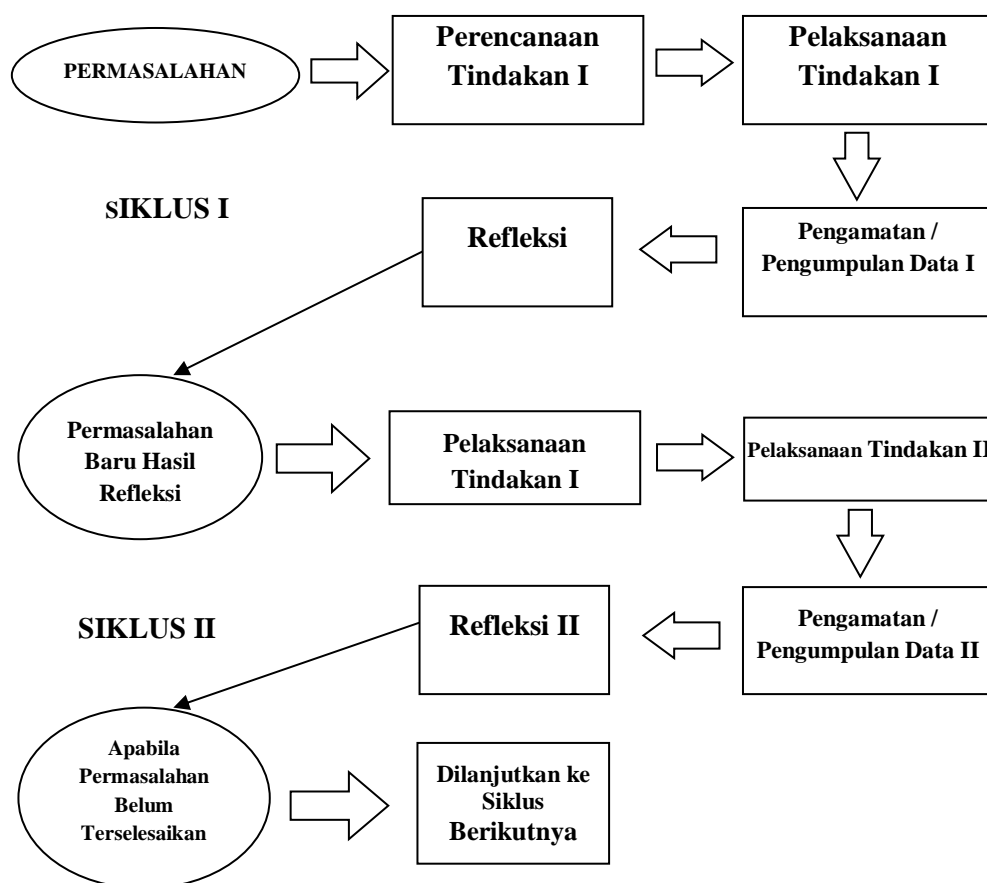 PERMASALAHAN
Perencanaan
Tindakan I
Pelaksanaan
Tindakan I
SIKLUS I
Refleksi
Pengamatan /
Pengumpulan Data I
Permasalahan
Baru Hasil
Refleksi
Pelaksanaan
Tindakan I
Pelaksanaan Tindakan II
SIKLUS II
Refleksi II
Pengamatan /
Pengumpulan Data II
Apabila
Permasalahan
Belum
Terselesaikan
Dilanjutkan ke
Siklus
Berikutnya